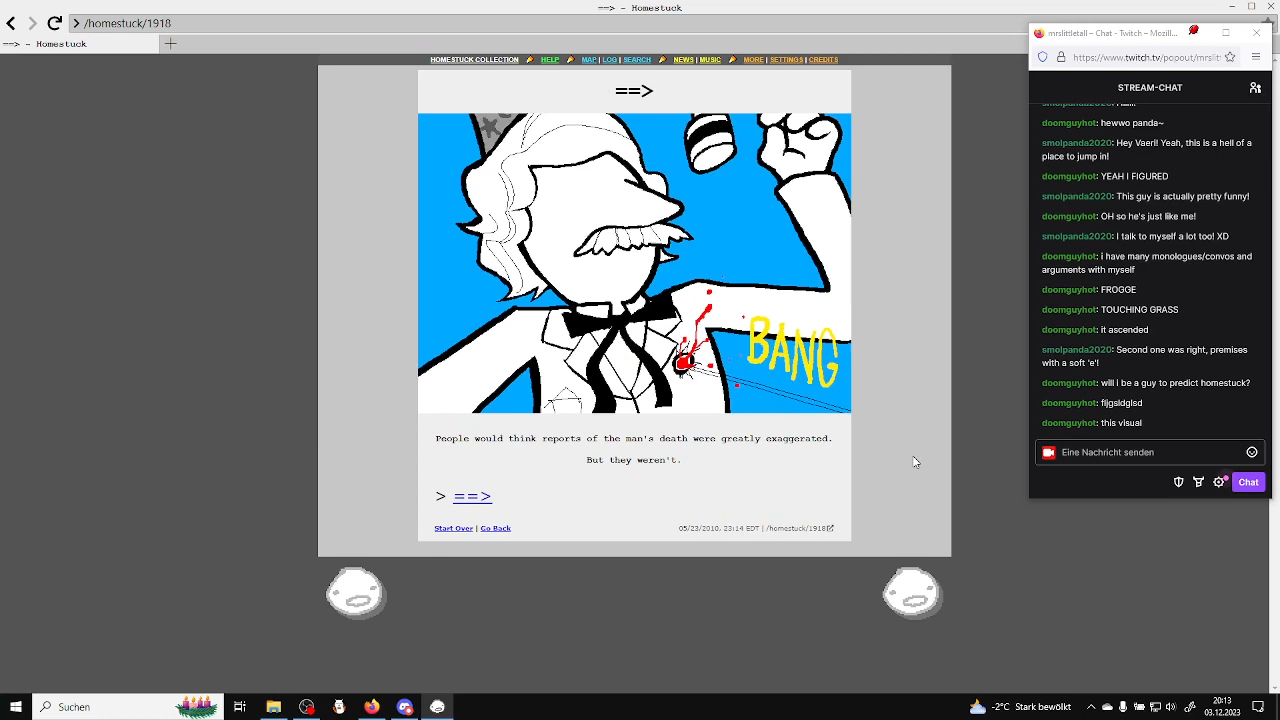 ==> - Homestuck
/homestuck/1918
==> - Homestuck
HOMESTUCK COLLECTION HELP MAP | LOG | SEARCH NEWS | MUSIC MORE | SETTINGS | CREDITS
==>
BANG
People would think reports of the man's death were greatly exaggerated.
But they weren't.
> ==>
Start Over | Go Back
05/23/2010, 23:14 EDT | /homestuck/1918
mrslittletall – Chat – Twitch – Mozill...
https://www.twitch.tv/popout/mrslitt
STREAM-CHAT
doomguyhot: hewwo panda~
smolpanda2020: Hey Vaerl! Yeah, this is a hell of a
place to jump in!
doomguyhot: YEAH I FIGURED
smolpanda2020: This guy is actually pretty funny!
doomguyhot: OH so he's just like me!
smolpanda2020: I talk to myself a lot too! XD
doomguyhot: i have many monologues/convos and
arguments with myself
doomguyhot: FROGGE
doomguyhot: TOUCHING GRASS
doomguyhot: it ascended
smolpanda2020: Second one was right, premises
with a soft 'e'!
doomguyhot: will I be a guy to predict homestuck?
doomguyhot: fijgsldglsd
doomguyhot: this visual
Eine Nachricht senden
Chat
Suchen
-2°C Stark bewölkt
20:13
03.12.2023